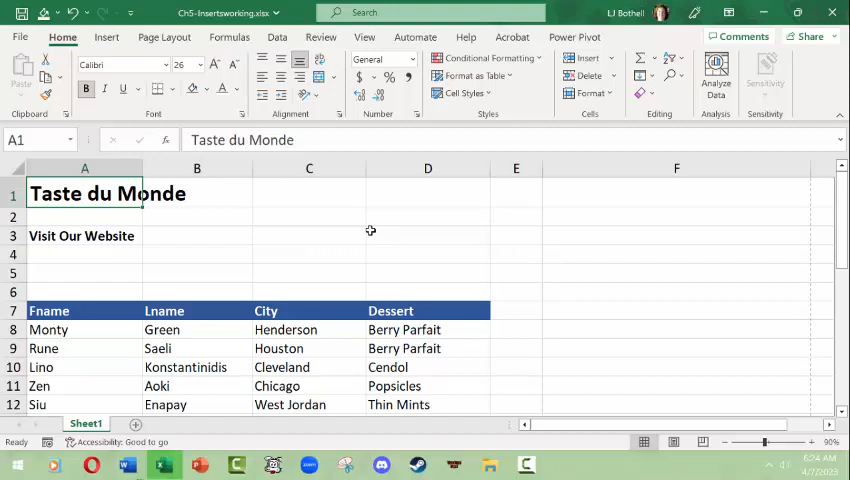 Ch5-Insertsworking.xlsx
Search
LJ Bothell
File Home Insert Page Layout Formulas Data Review View Automate Help Acrobat Power Pivot
Comments Share
Paste
Calibri 26
B I U
General
$ % 9
Conditional Formatting
Format as Table
Cell Styles
Insert
Delete
Format
Analyze
Data
Sensitivity
Clipboard Font Alignment Number Styles Cells Editing Analysis Sensitivity
A1 fx Taste du Monde
A B C D E F
1 Taste du Monde
2
3 Visit Our Website
4
5
6
7 Fname Lname City Dessert
8 Monty Green Henderson Berry Parfait
9 Rune Saeli Houston Berry Parfait
10 Lino Konstantinidis Cleveland Cendol
11 Zen Aoki Chicago Popsicles
12 Siu Enapay West Jordan Thin Mints
Sheet1
Ready Accessibility: Good to go 90%
6:24 AM
4/7/2023